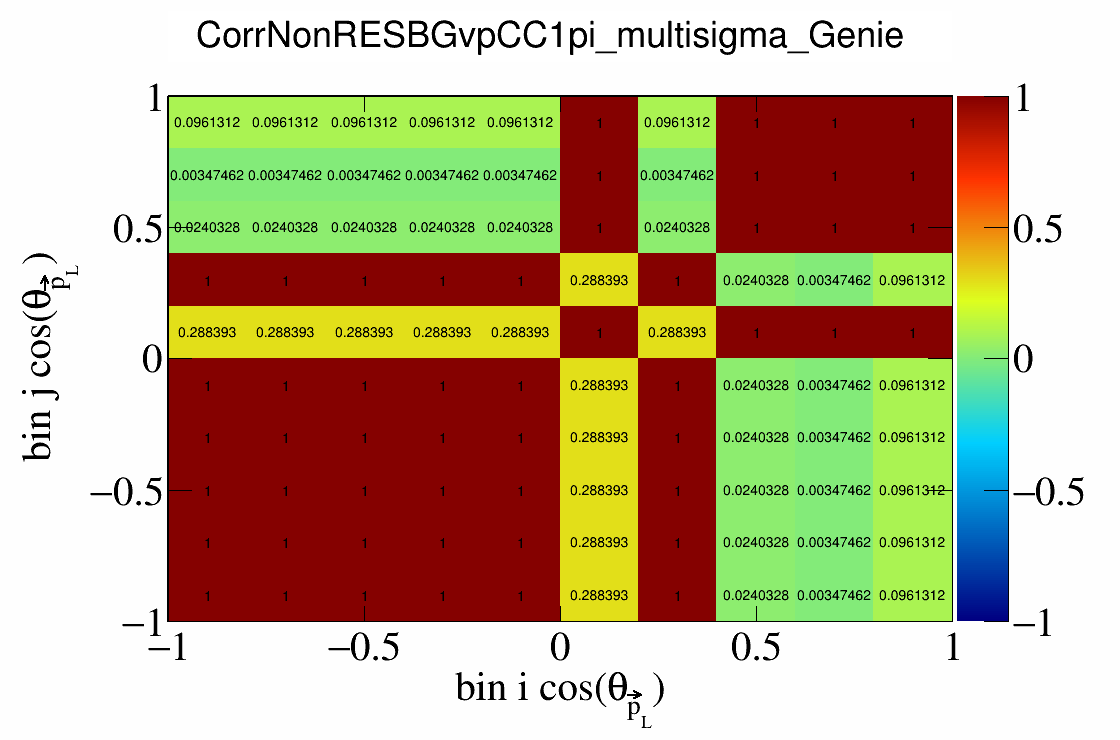 CorrNonRESBGvpCC1pi_multisigma_Genie
1 0.0961312 0.0961312 0.0961312 0.0961312 0.0961312 1 0.0961312 1 1 1 1
0.00347462 0.00347462 0.00347462 0.00347462 0.00347462 1 0.00347462 1 1 1
0.5 0.0240328 0.0240328 0.0240328 0.0240328 0.0240328 1 0.0240328 1 1 1 0.5
1 1 1 1 1 0.288393 1 0.0240328 0.00347462 0.0961312
0.288393 0.288393 0.288393 0.288393 0.288393 1 0.288393 1 1 1
0 0
1 1 1 1 1 0.288393 1 0.0240328 0.00347462 0.0961312
1 1 1 1 1 0.288393 1 0.0240328 0.00347462 0.0961312
−0.5 1 1 1 1 1 0.288393 1 0.0240328 0.00347462 0.0961312 −0.5
1 1 1 1 1 0.288393 1 0.0240328 0.00347462 0.0961312
1 1 1 1 1 0.288393 1 0.0240328 0.00347462 0.0961312
−1 −1
−1 −0.5 0 0.5 1
bin i cos(θ_{p⃗_L})
bin j cos(θ_{p⃗_L})